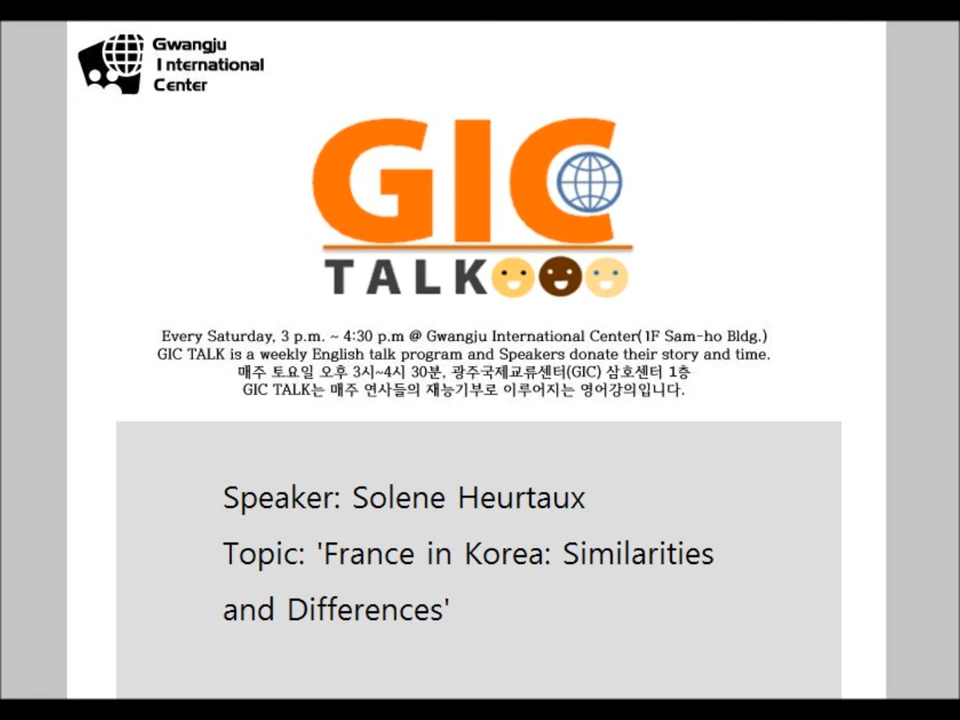 Gwangju
International
Center
GIC
TALK
Every Saturday, 3 p.m. ~ 4:30 p.m @ Gwangju International Center(1F Sam-ho Bldg.)
GIC TALK is a weekly English talk program and Speakers donate their story and time.
매주 토요일 오후 3시~4시 30분, 광주국제교류센터(GIC) 삼호센터 1층
GIC TALK는 매주 연사들의 재능기부로 이루어지는 영어강의입니다.
Speaker: Solene Heurtaux
Topic: 'France in Korea: Similarities
and Differences'